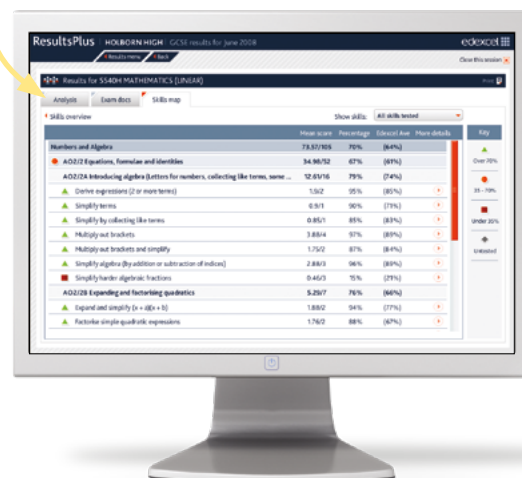 ResultsPlus HOLBORN HIGH GCSE results for June 2008 edexcel
Results menu Back Close this session
Results for 5540H MATHEMATICS (LINEAR) Print
Analysis Exam docs Skills map
Skills overview Show skills: All skills tested
Mean score Percentage Edexcel Ave More details Key
Numbers and Algebra 73.57/105 70% (64%)
AO2/2 Equations, formulae and identities 34.98/52 67% (61%) Over 70%
AO2/2A Introducing algebra (Letters for numbers, collecting like terms, some ... 12.61/16 79% (74%)
Derive expressions (2 or more terms) 1.9/2 95% (85%) 35 - 70%
Simplify terms 0.9/1 90% (71%)
Simplify by collecting like terms 0.85/1 85% (83%) Under 35%
Multiply out brackets 3.88/4 97% (89%)
Multiply out brackets and simplify 1.75/2 87% (84%) Untested
Simplify algebra (by addition or subtraction of indices) 2.88/3 96% (89%)
Simplify harder algebraic fractions 0.46/3 15% (21%)
AO2/2B Expanding and factorising quadratics 5.29/7 76% (66%)
Expand and simplify (x + a)(x + b) 1.88/2 94% (77%)
Factorise simple quadratic expressions 1.76/2 88% (67%)